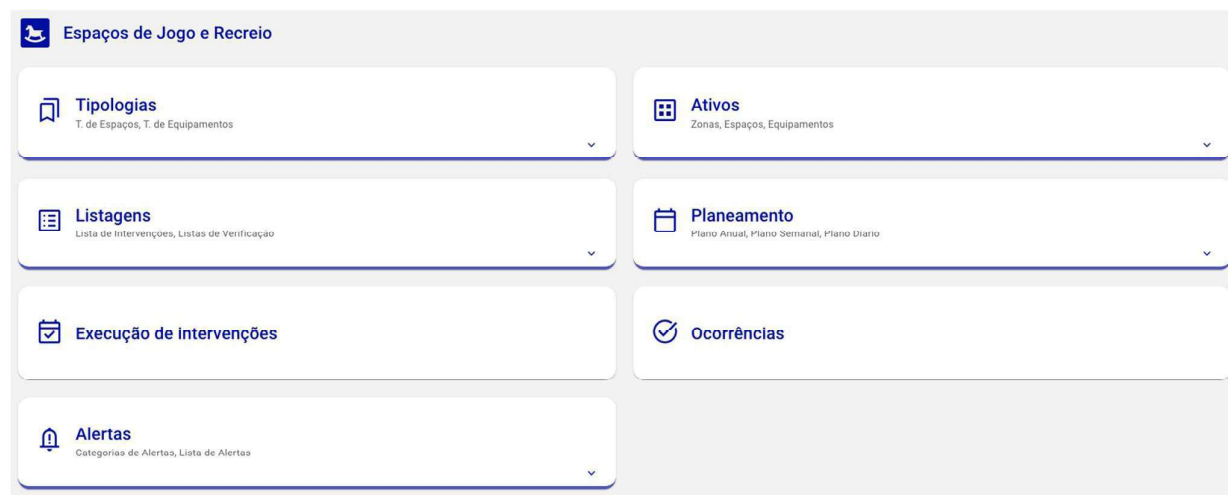 Espaços de Jogo e Recreio
Tipologias
T. de Espaços, T. de Equipamentos
Ativos
Zonas, Espaços, Equipamentos
Listagens
Lista de Intervenções, Listas de Verificação
Planeamento
Plano Anual, Plano Semanal, Plano Diário
Execução de intervenções
Ocorrências
Alertas
Categorias de Alertas, Lista de Alertas